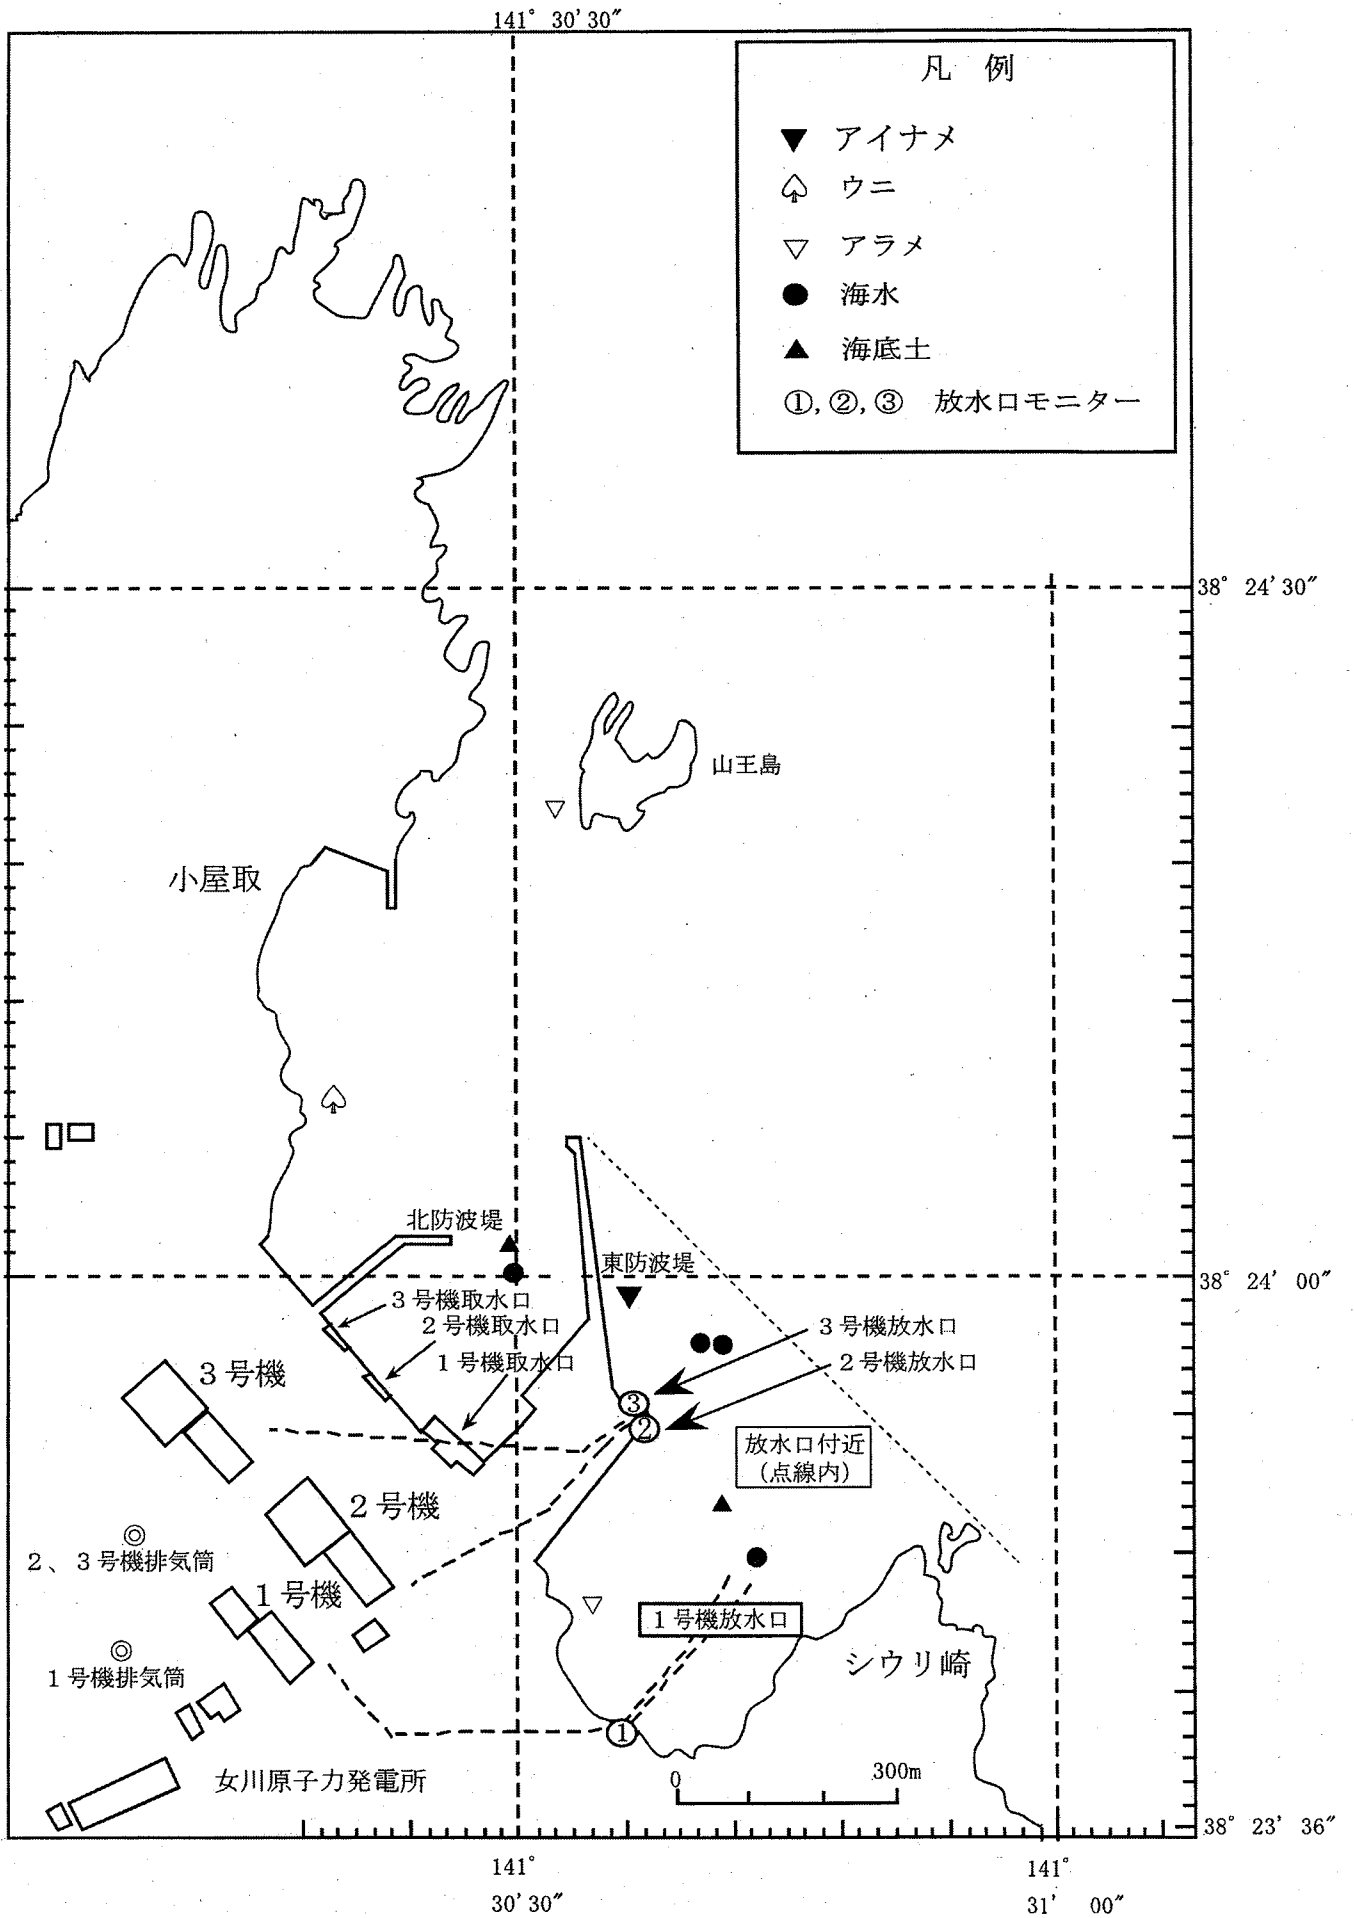 141° 30′30″
凡 例
アイナメ
ウニ
アラメ
海水
海底土
①,②,③ 放水口モニター
38° 24′30″
山王島
小屋取
北防波堤
東防波堤
38° 24′00″
3号機取水口
2号機取水口
1号機取水口
3号機放水口
2号機放水口
3号機
③
②
放水口付近
(点線内)
2号機
2、3号機排気筒
1号機
1号機放水口
シウリ崎
1号機排気筒
①
女川原子力発電所
0 300m
38° 23′36″
141°
30′30″
141°
31′00″